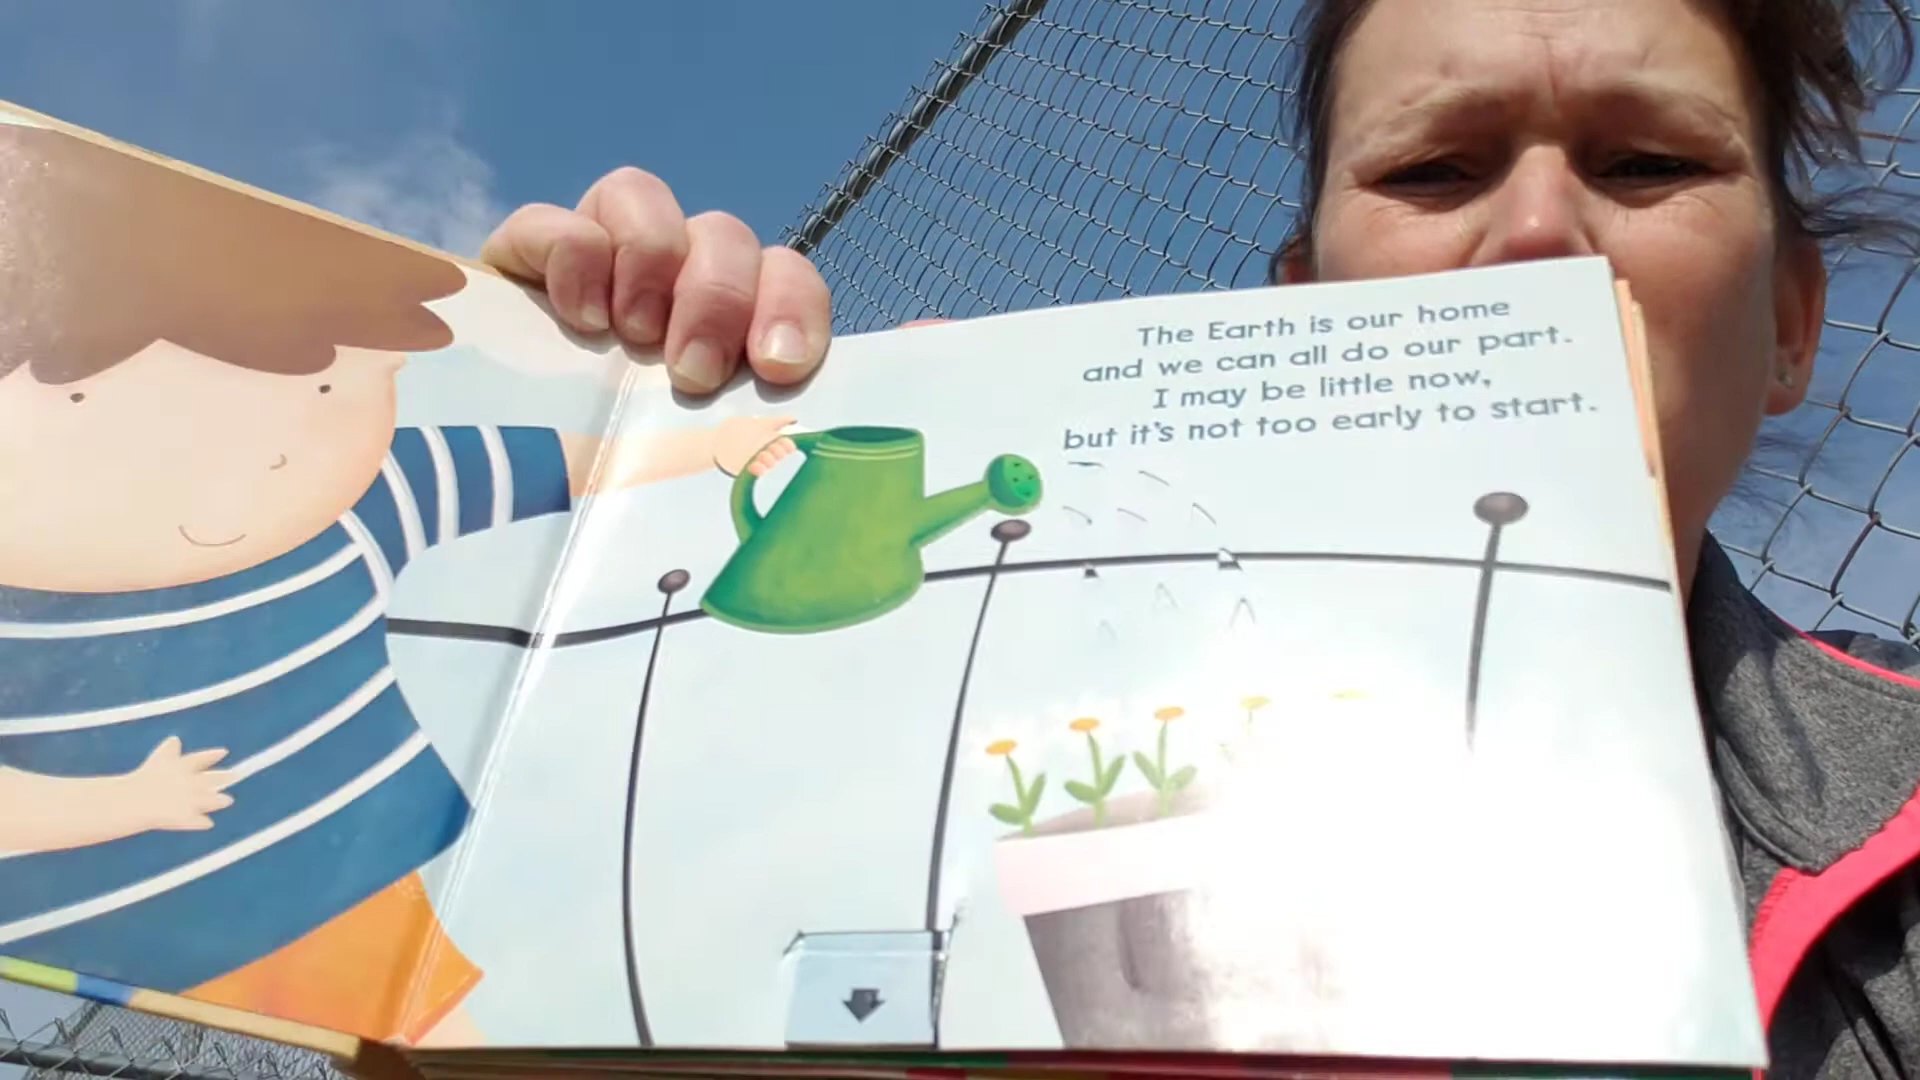 The Earth is our home
and we can all do our part.
I may be little now,
but it's not too early to start.